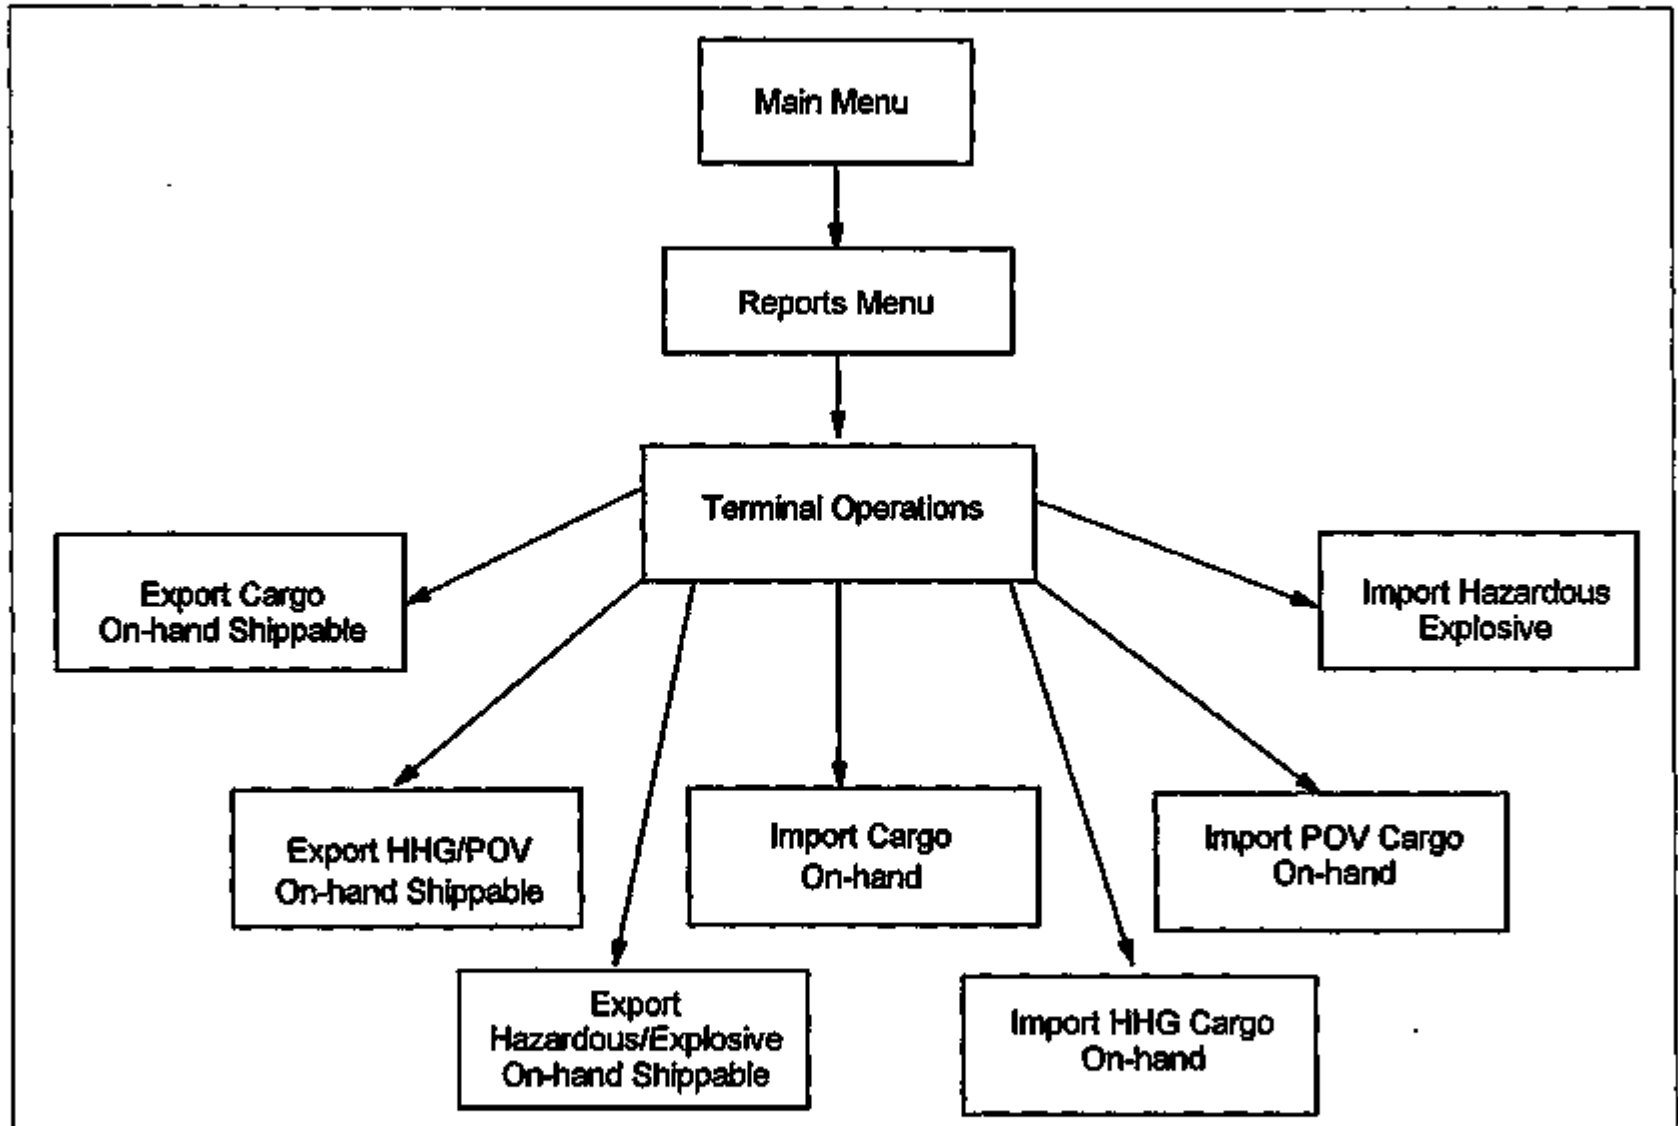 Main Menu
Reports Menu
Terminal Operations
Export Cargo
On-hand Shippable
Import Hazardous
Explosive
Export HHG/POV
On-hand Shippable
Import Cargo
On-hand
Import POV Cargo
On-hand
Export
Hazardous/Explosive
On-hand Shippable
Import HHG Cargo
On-hand